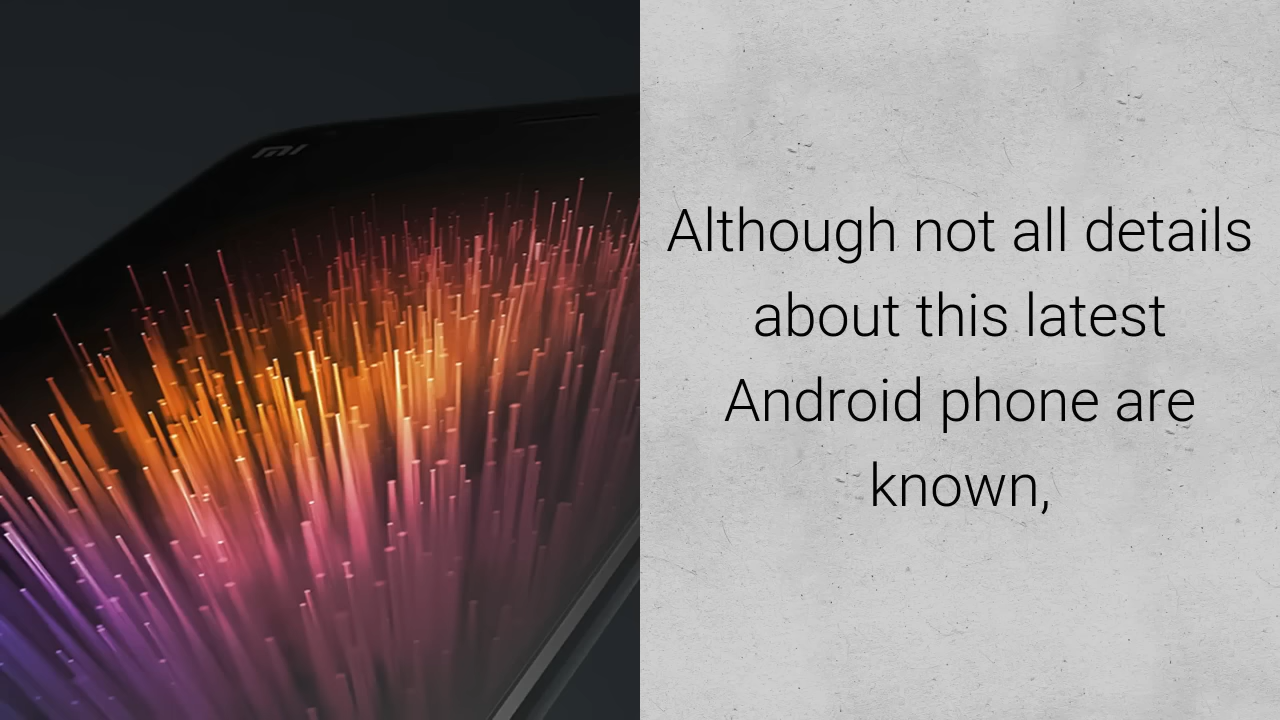 mi
Although not all details
about this latest
Android phone are
known,